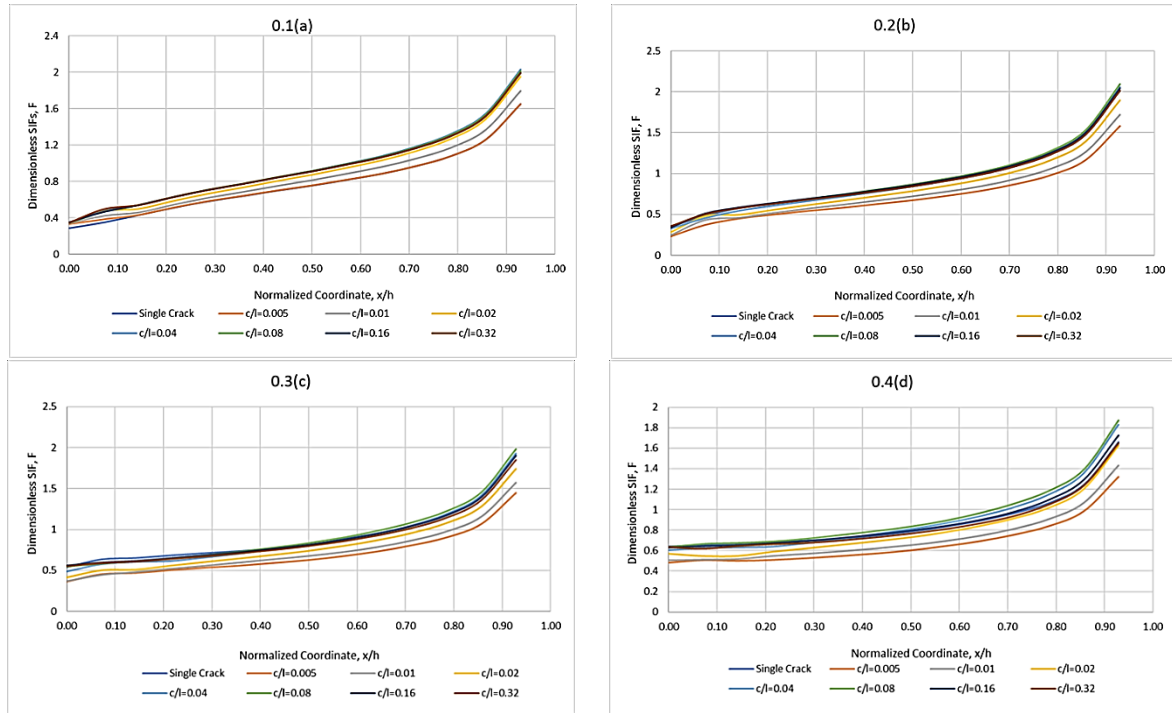 0.1(a)
Dimensionless SIFs, F
2.4
2
1.6
1.2
0.8
0.4
0
0.00 0.10 0.20 0.30 0.40 0.50 0.60 0.70 0.80 0.90 1.00
Normalized Coordinate, x/h
Single Crack c/l=0.005 c/l=0.01 c/l=0.02
c/l=0.04 c/l=0.08 c/l=0.16 c/l=0.32
0.2(b)
Dimensionless SIF, F
2.5
2
1.5
1
0.5
0
0.00 0.10 0.20 0.30 0.40 0.50 0.60 0.70 0.80 0.90 1.00
Normalized Coordinate, x/h
Single Crack c/l=0.005 c/l=0.01 c/l=0.02
c/l=0.04 c/l=0.08 c/l=0.16 c/l=0.32
0.3(c)
Dimensionless SIF, F
2.5
2
1.5
1
0.5
0
0.00 0.10 0.20 0.30 0.40 0.50 0.60 0.70 0.80 0.90 1.00
Normalized Coordinate, x/h
Single Crack c/l=0.005 c/l=0.01 c/l=0.02
c/l=0.04 c/l=0.08 c/l=0.16 c/l=0.32
0.4(d)
Dimensionless SIF, F
2
1.8
1.6
1.4
1.2
1
0.8
0.6
0.4
0.2
0
0.00 0.10 0.20 0.30 0.40 0.50 0.60 0.70 0.80 0.90 1.00
Normalized Coordinate, x/h
Single Crack c/l=0.005 c/l=0.01 c/l=0.02
c/l=0.04 c/l=0.08 c/l=0.16 c/l=0.32